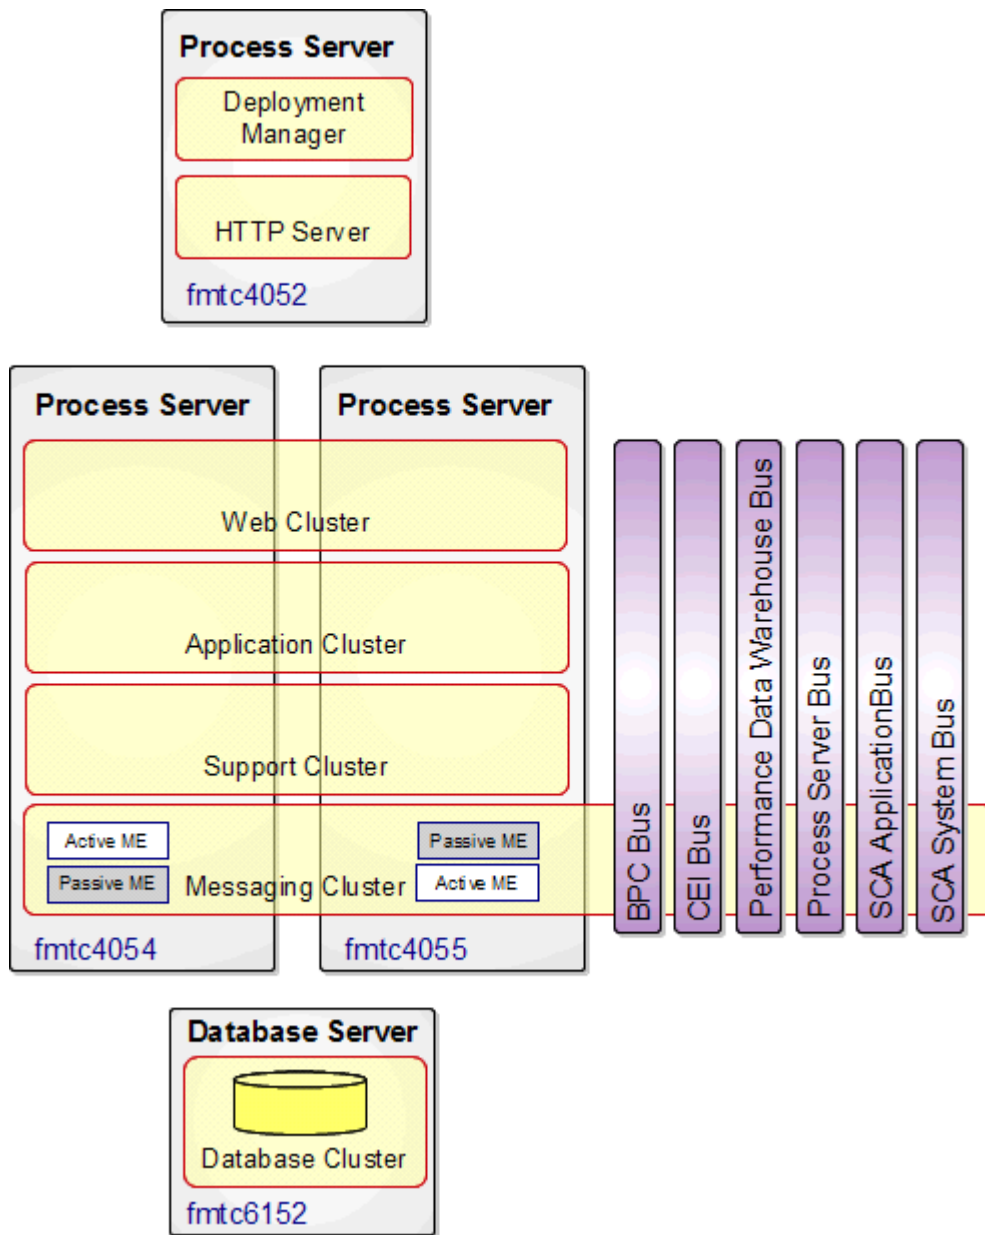 Process Server
Deployment
Manager
HTTP Server
fmtc4052
Process Server
Process Server
Web Cluster
Application Cluster
Support Cluster
Active ME
Passive ME
Passive ME
Messaging Cluster
Active ME
fmtc4054
fmtc4055
BPC Bus
CEI Bus
Performance Data Warehouse Bus
Process Server Bus
SCA ApplicationBus
SCA System Bus
Database Server
Database Cluster
fmtc6152